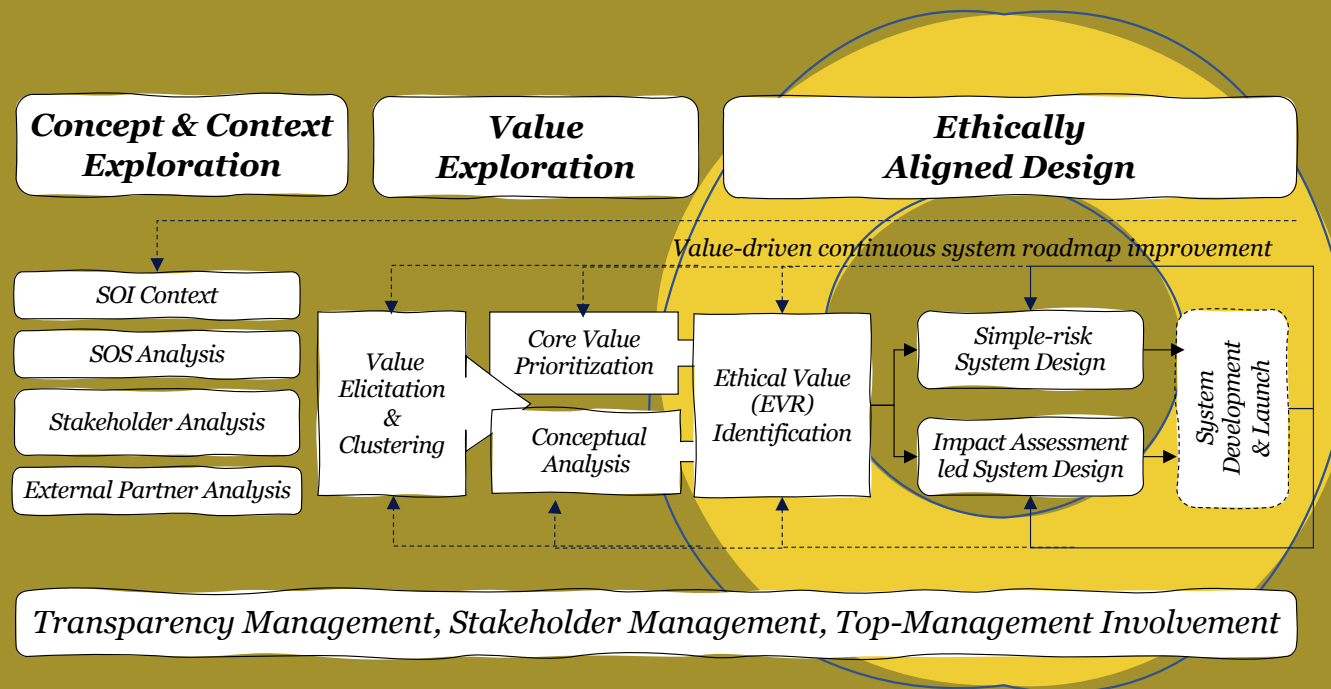 Concept & Context
Exploration
Value
Exploration
Ethically
Aligned Design
Value-driven continuous system roadmap improvement
SOI Context
SOS Analysis
Stakeholder Analysis
External Partner Analysis
Value
Elicitation
&
Clustering
Core Value
Prioritization
Conceptual
Analysis
Ethical Value
(EVR)
Identification
Simple-risk
System Design
Impact Assessment
led System Design
System
Development
& Launch
Transparency Management, Stakeholder Management, Top-Management Involvement